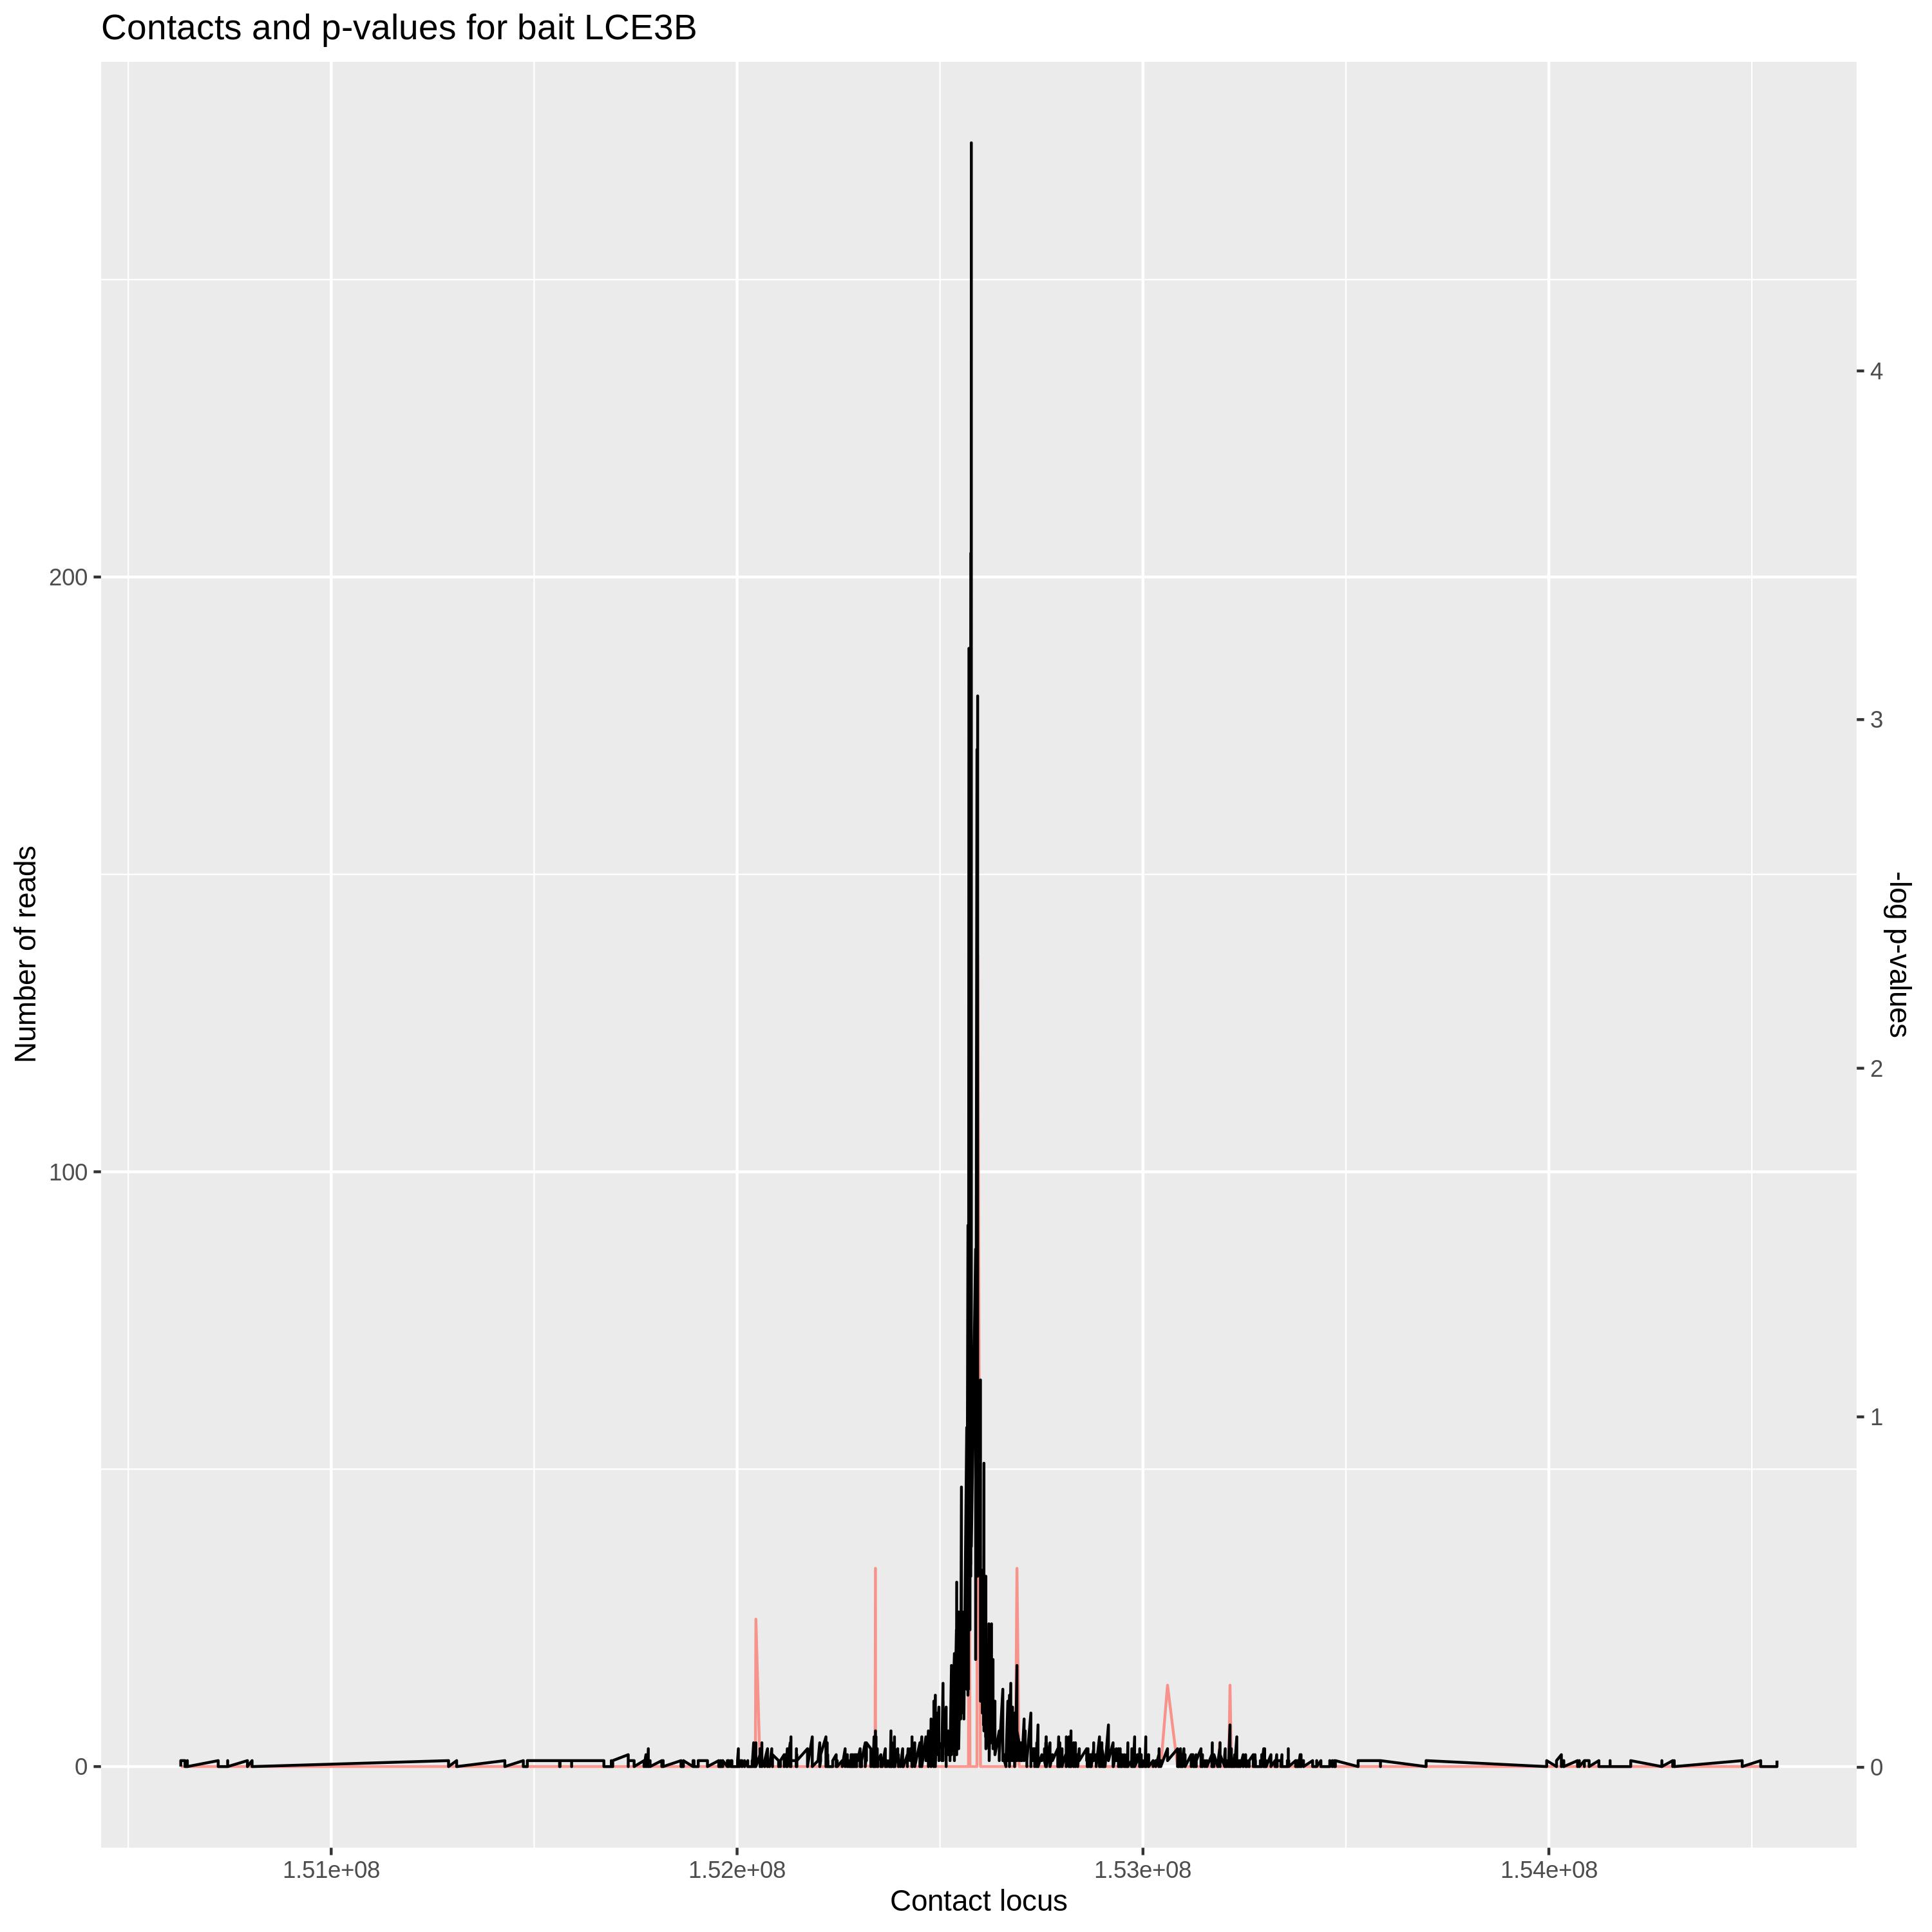 Contacts and p-values for bait LCE3B
Number of reads
200
100
0
4
3
2
1
0
-log p-values
1.51e+08 1.52e+08 1.53e+08 1.54e+08
Contact locus